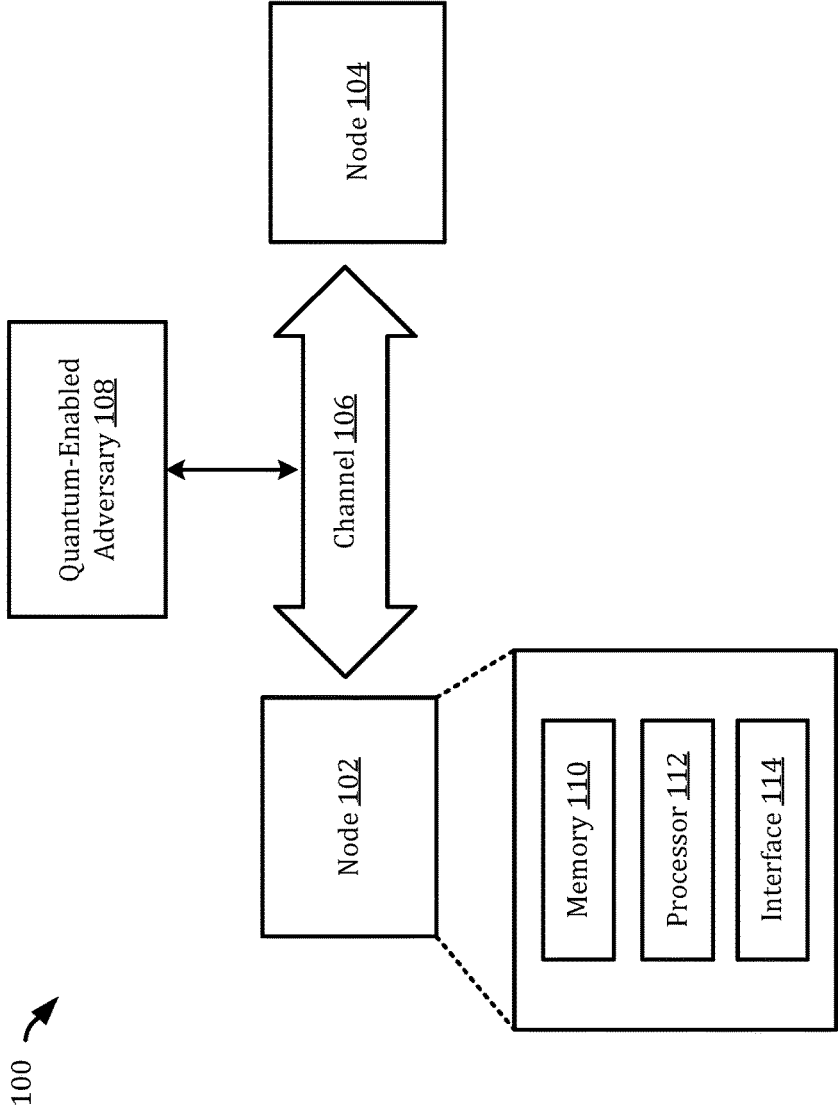 100
Quantum-Enabled
Adversary 108
Node 102
Channel 106
Node 104
Memory 110
Processor 112
Interface 114